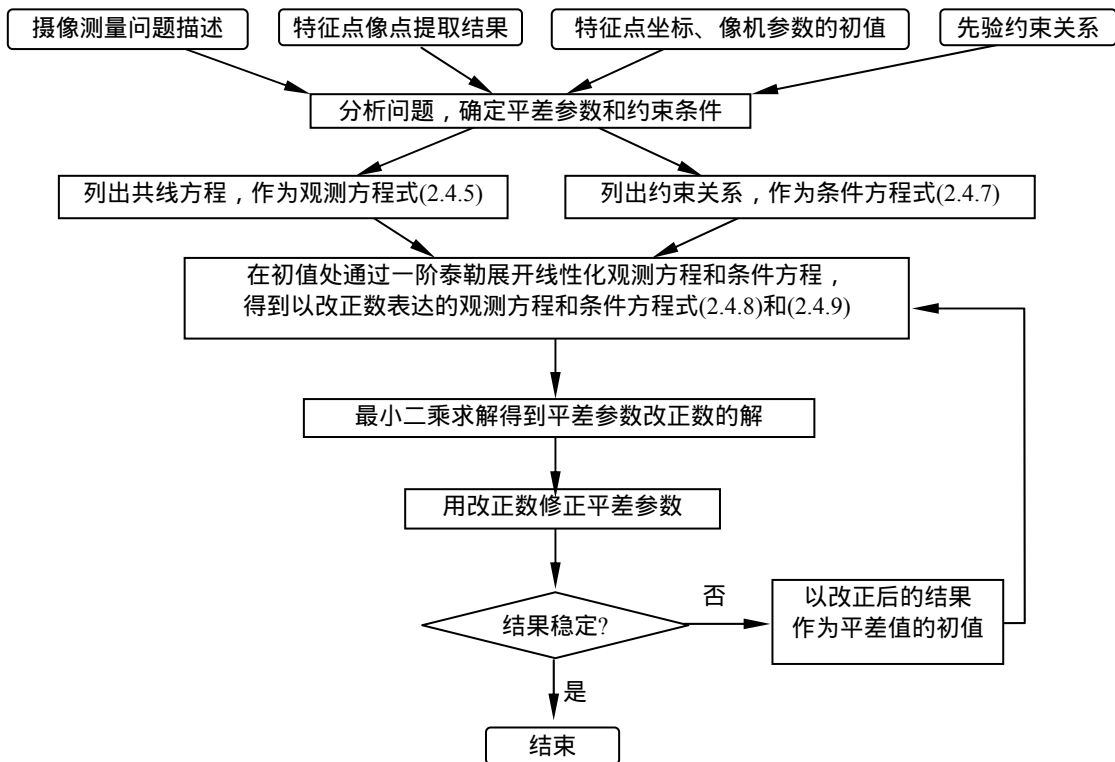 摄像测量问题描述
特征点像点提取结果
特征点坐标、像机参数的初值
先验约束关系
分析问题，确定平差参数和约束条件
列出共线方程，作为观测方程式(2.4.5)
列出约束关系，作为条件方程式(2.4.7)
在初值处通过一阶泰勒展开线性化观测方程和条件方程，
得到以改正数表达的观测方程和条件方程式(2.4.8)和(2.4.9)
最小二乘求解得到平差参数改正数的解
用改正数修正平差参数
结果稳定?
否
以改正后的结果
作为平差值的初值
是
结束